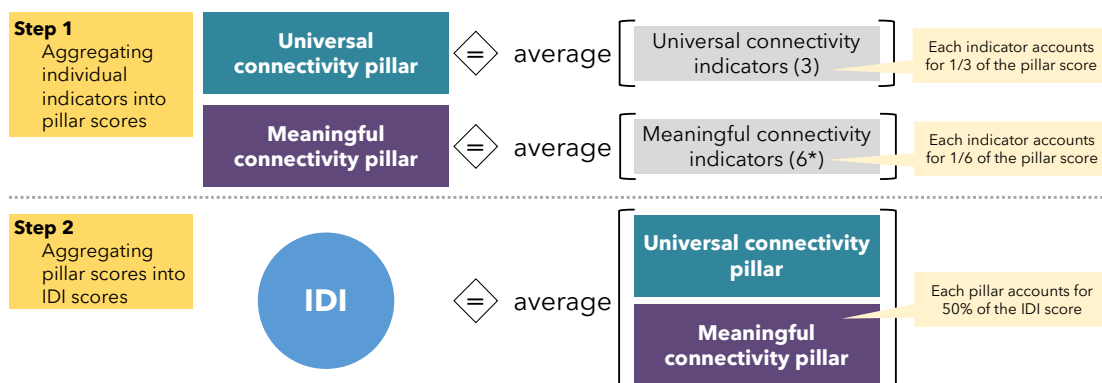 Step 1
Aggregating
individual
indicators into
pillar scores
Universal
connectivity pillar
=
average
Universal connectivity
indicators (3)
Each indicator accounts
for 1/3 of the pillar score
Meaningful
connectivity pillar
=
average
Meaningful connectivity
indicators (6*)
Each indicator accounts
for 1/6 of the pillar score
Step 2
Aggregating
pillar scores into
IDI scores
IDI
=
average
Universal connectivity
pillar
Meaningful
connectivity pillar
Each pillar accounts for
50% of the IDI score